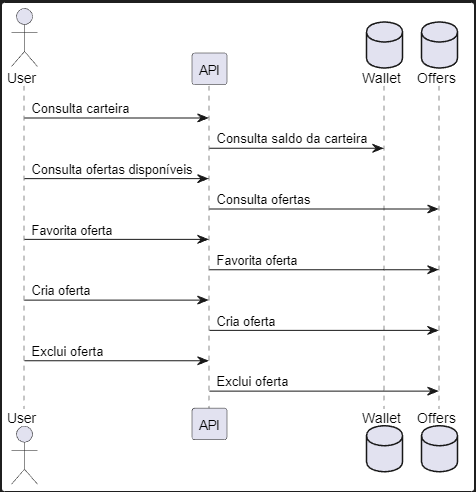 User
API
Wallet
Offers
Consulta carteira
Consulta saldo da carteira
Consulta ofertas disponíveis
Consulta ofertas
Favorita oferta
Favorita oferta
Cria oferta
Cria oferta
Exclui oferta
Exclui oferta
User
API
Wallet
Offers